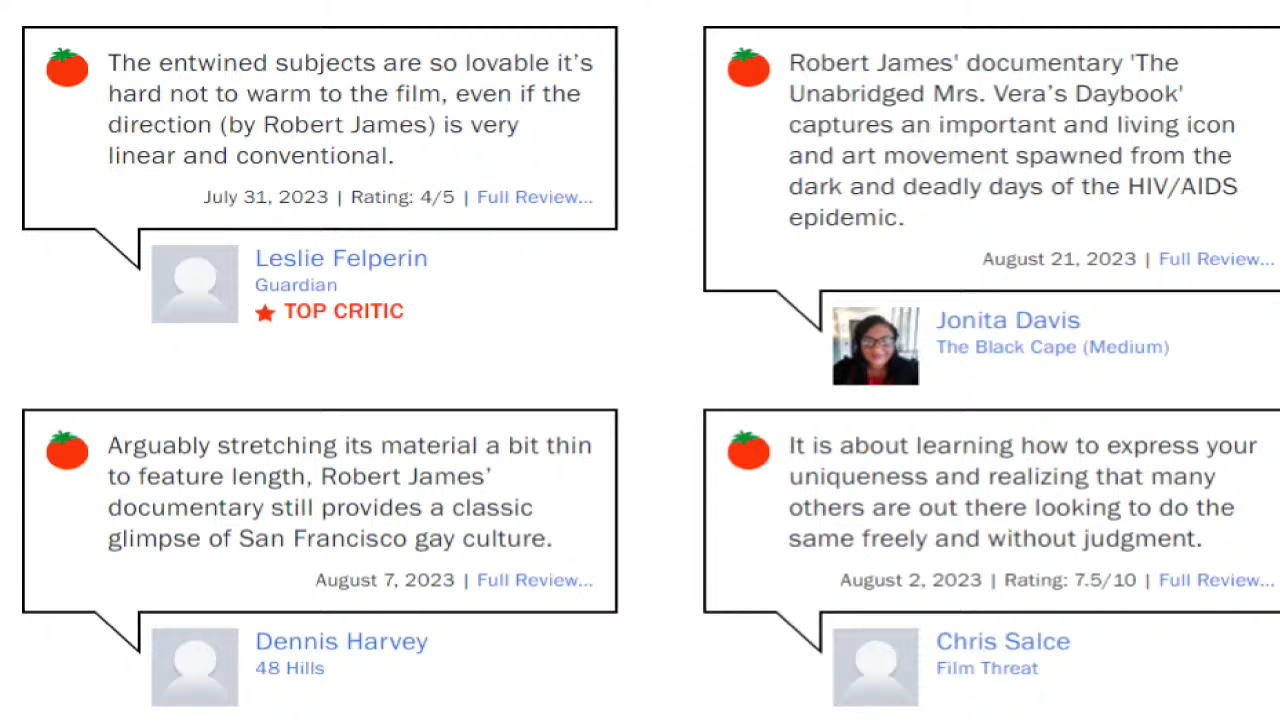 The entwined subjects are so lovable it’s
hard not to warm to the film, even if the
direction (by Robert James) is very
linear and conventional.
July 31, 2023 | Rating: 4/5 | Full Review...
Leslie Felperin
Guardian
TOP CRITIC
Robert James' documentary 'The
Unabridged Mrs. Vera’s Daybook'
captures an important and living icon
and art movement spawned from the
dark and deadly days of the HIV/AIDS
epidemic.
August 21, 2023 | Full Review...
Jonita Davis
The Black Cape (Medium)
Arguably stretching its material a bit thin
to feature length, Robert James’
documentary still provides a classic
glimpse of San Francisco gay culture.
August 7, 2023 | Full Review...
Dennis Harvey
48 Hills
It is about learning how to express your
uniqueness and realizing that many
others are out there looking to do the
same freely and without judgment.
August 2, 2023 | Rating: 7.5/10 | Full Review...
Chris Salce
Film Threat